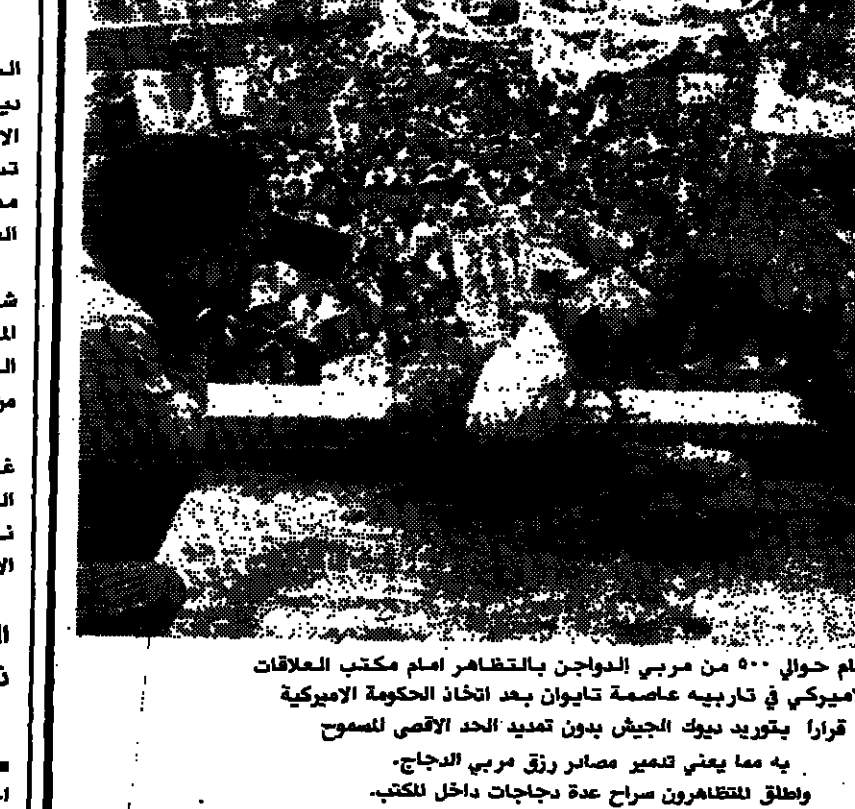 حوالي ٥٠٠ من مربي الدواجن بالتظاهر امام مكتب العلاقات
في تاربيه عاصمة تايوان بعد اتخاذ الحكومة الاميركية
قرارا بتوريد ديوك الجيش بدون تمديد الحد الاقصى المسموح
به مما يعني تدمير مصادر رزق مربي الدجاج.
واطلق المتظاهرون سراح عدة دجاجات داخل المكتب.